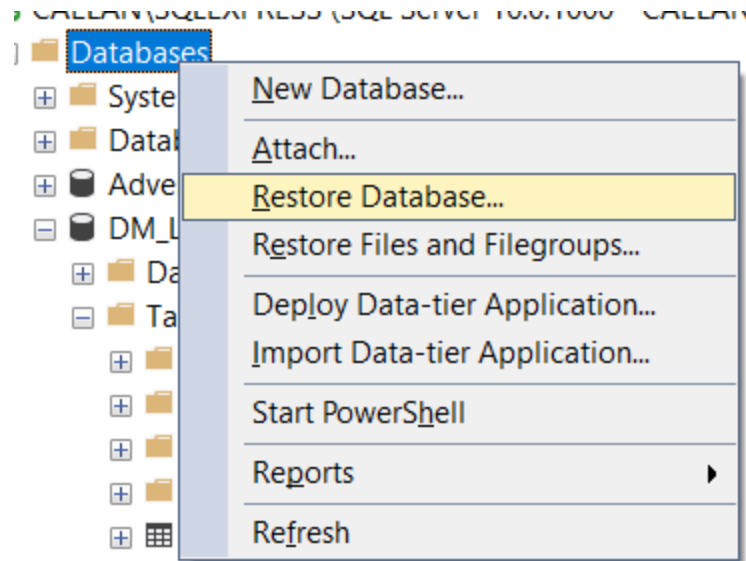 Databases
Syste
Datab
Adve
DM_L
Da
Ta
New Database...
Attach...
Restore Database...
Restore Files and Filegroups...
Deploy Data-tier Application...
Import Data-tier Application...
Start PowerShell
Reports
Refresh